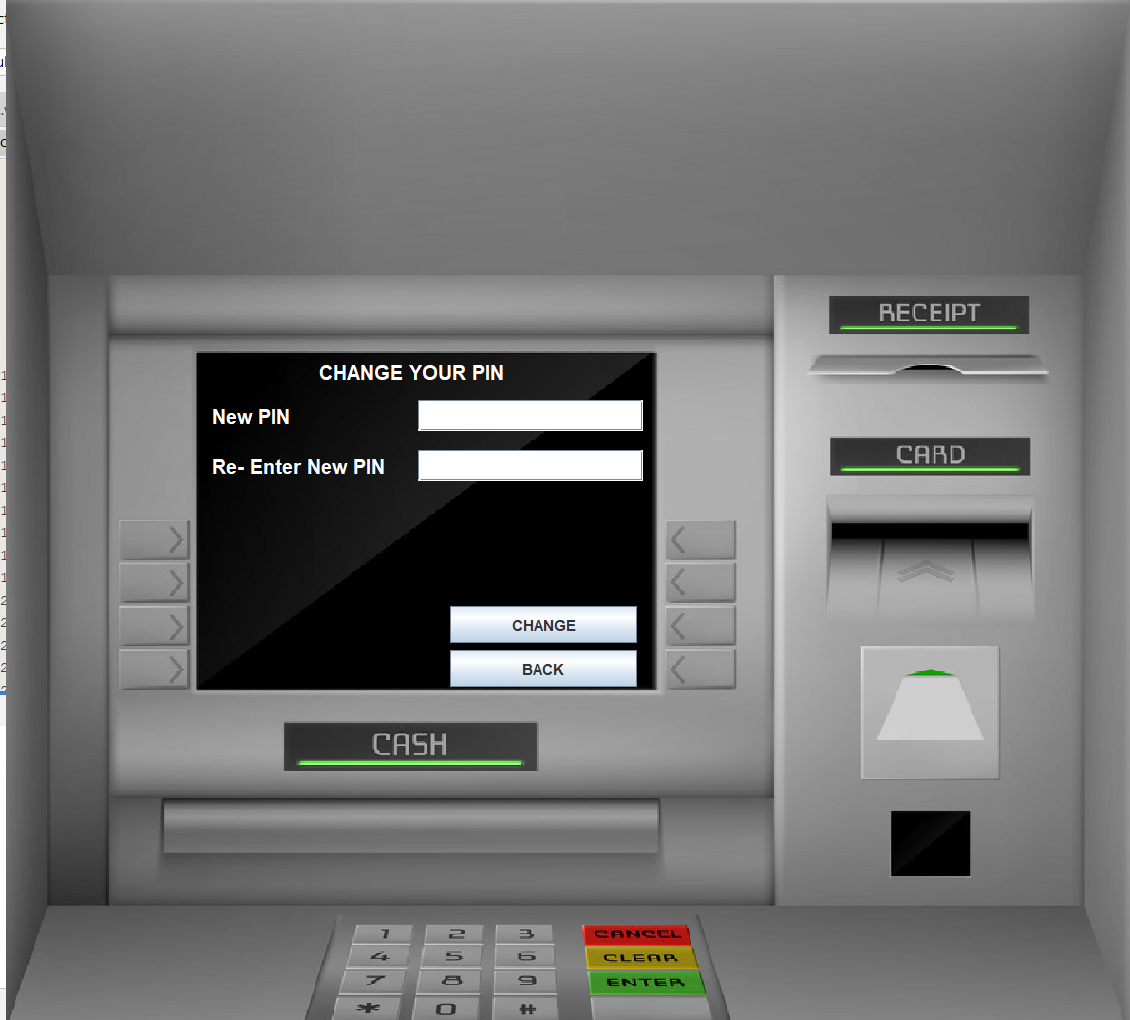 CHANGE YOUR PIN
New PIN
Re- Enter New PIN
CHANGE
BACK
RECEIPT
CARD
CASH
1 2 3 CANCEL
4 5 6 CLEAR
7 8 9 ENTER
* 0 #